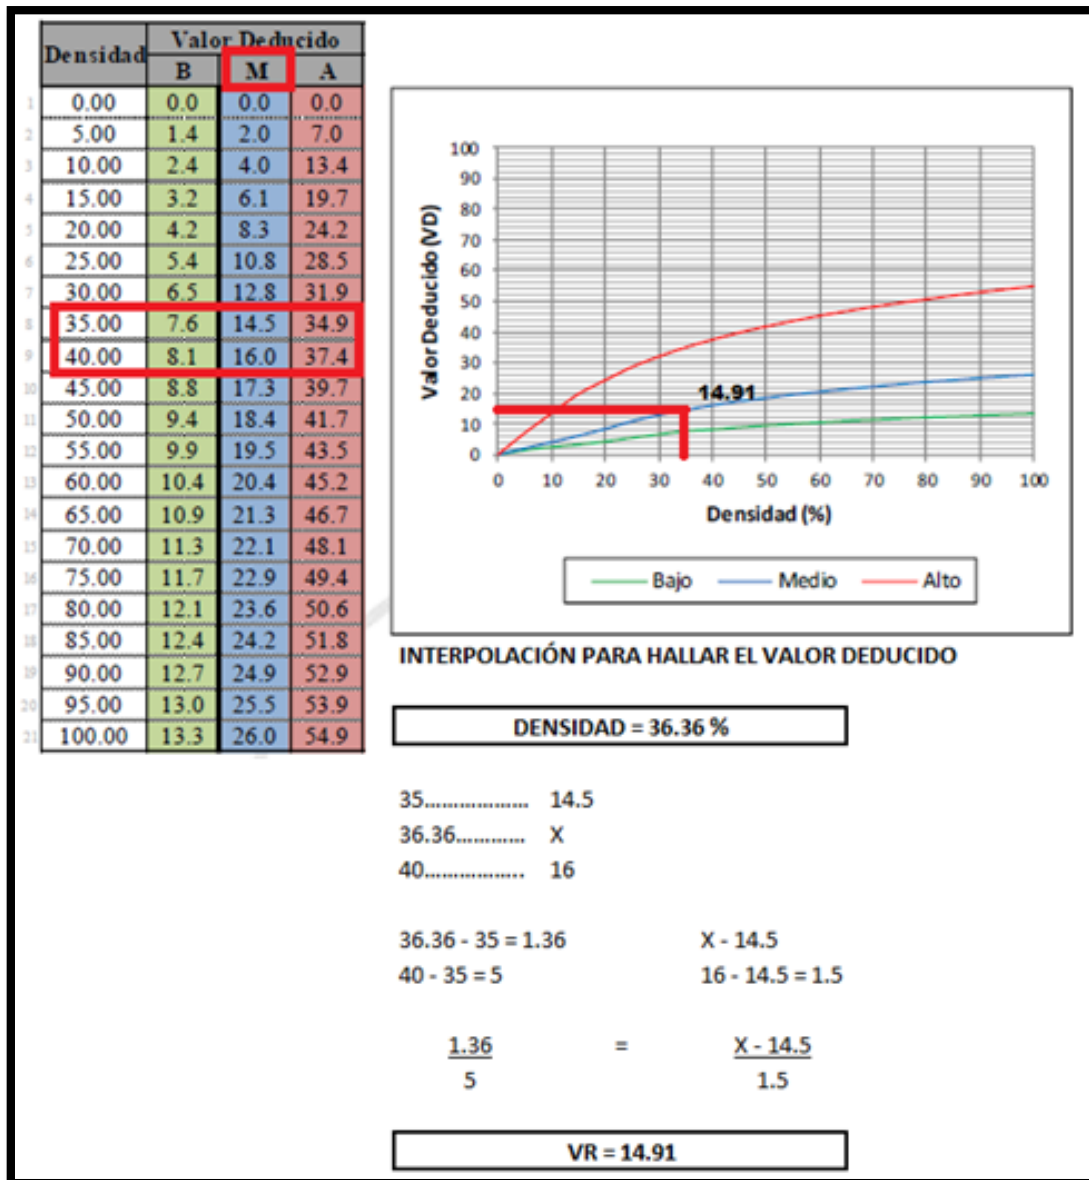 Densidad Valor Deducido
B M A
1 0.00 0.0 0.0 0.0
2 5.00 1.4 2.0 7.0
3 10.00 2.4 4.0 13.4
4 15.00 3.2 6.1 19.7
5 20.00 4.2 8.3 24.2
6 25.00 5.4 10.8 28.5
7 30.00 6.5 12.8 31.9
8 35.00 7.6 14.5 34.9
9 40.00 8.1 16.0 37.4
10 45.00 8.8 17.3 39.7
11 50.00 9.4 18.4 41.7
12 55.00 9.9 19.5 43.5
13 60.00 10.4 20.4 45.2
14 65.00 10.9 21.3 46.7
15 70.00 11.3 22.1 48.1
16 75.00 11.7 22.9 49.4
17 80.00 12.1 23.6 50.6
18 85.00 12.4 24.2 51.8
19 90.00 12.7 24.9 52.9
20 95.00 13.0 25.5 53.9
21 100.00 13.3 26.0 54.9
Valor Deducido (VD)
100
90
80
70
60
50
40
30
20
10
0
14.91
0 10 20 30 40 50 60 70 80 90 100
Densidad (%)
Bajo Medio Alto
INTERPOLACIÓN PARA HALLAR EL VALOR DEDUCIDO
DENSIDAD = 36.36 %
35.................. 14.5
36.36............ X
40................. 16
36.36 - 35 = 1.36 X - 14.5
40 - 35 = 5 16 - 14.5 = 1.5
1.36 = X - 14.5
5 1.5
VR = 14.91